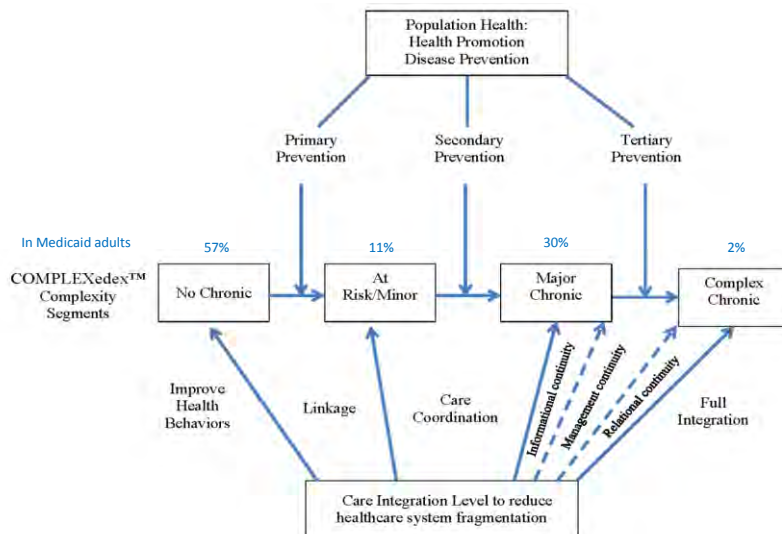 Population Health:
Health Promotion
Disease Prevention
Primary
Prevention
Secondary
Prevention
Tertiary
Prevention
In Medicaid adults
57%
11%
30%
2%
COMPLEXedex™
Complexity
Segments
No Chronic
At
Risk/Minor
Major
Chronic
Complex
Chronic
Improve
Health
Behaviors
Linkage
Care
Coordination
Informational continuity
Management continuity
Relational continuity
Full
Integration
Care Integration Level to reduce
healthcare system fragmentation